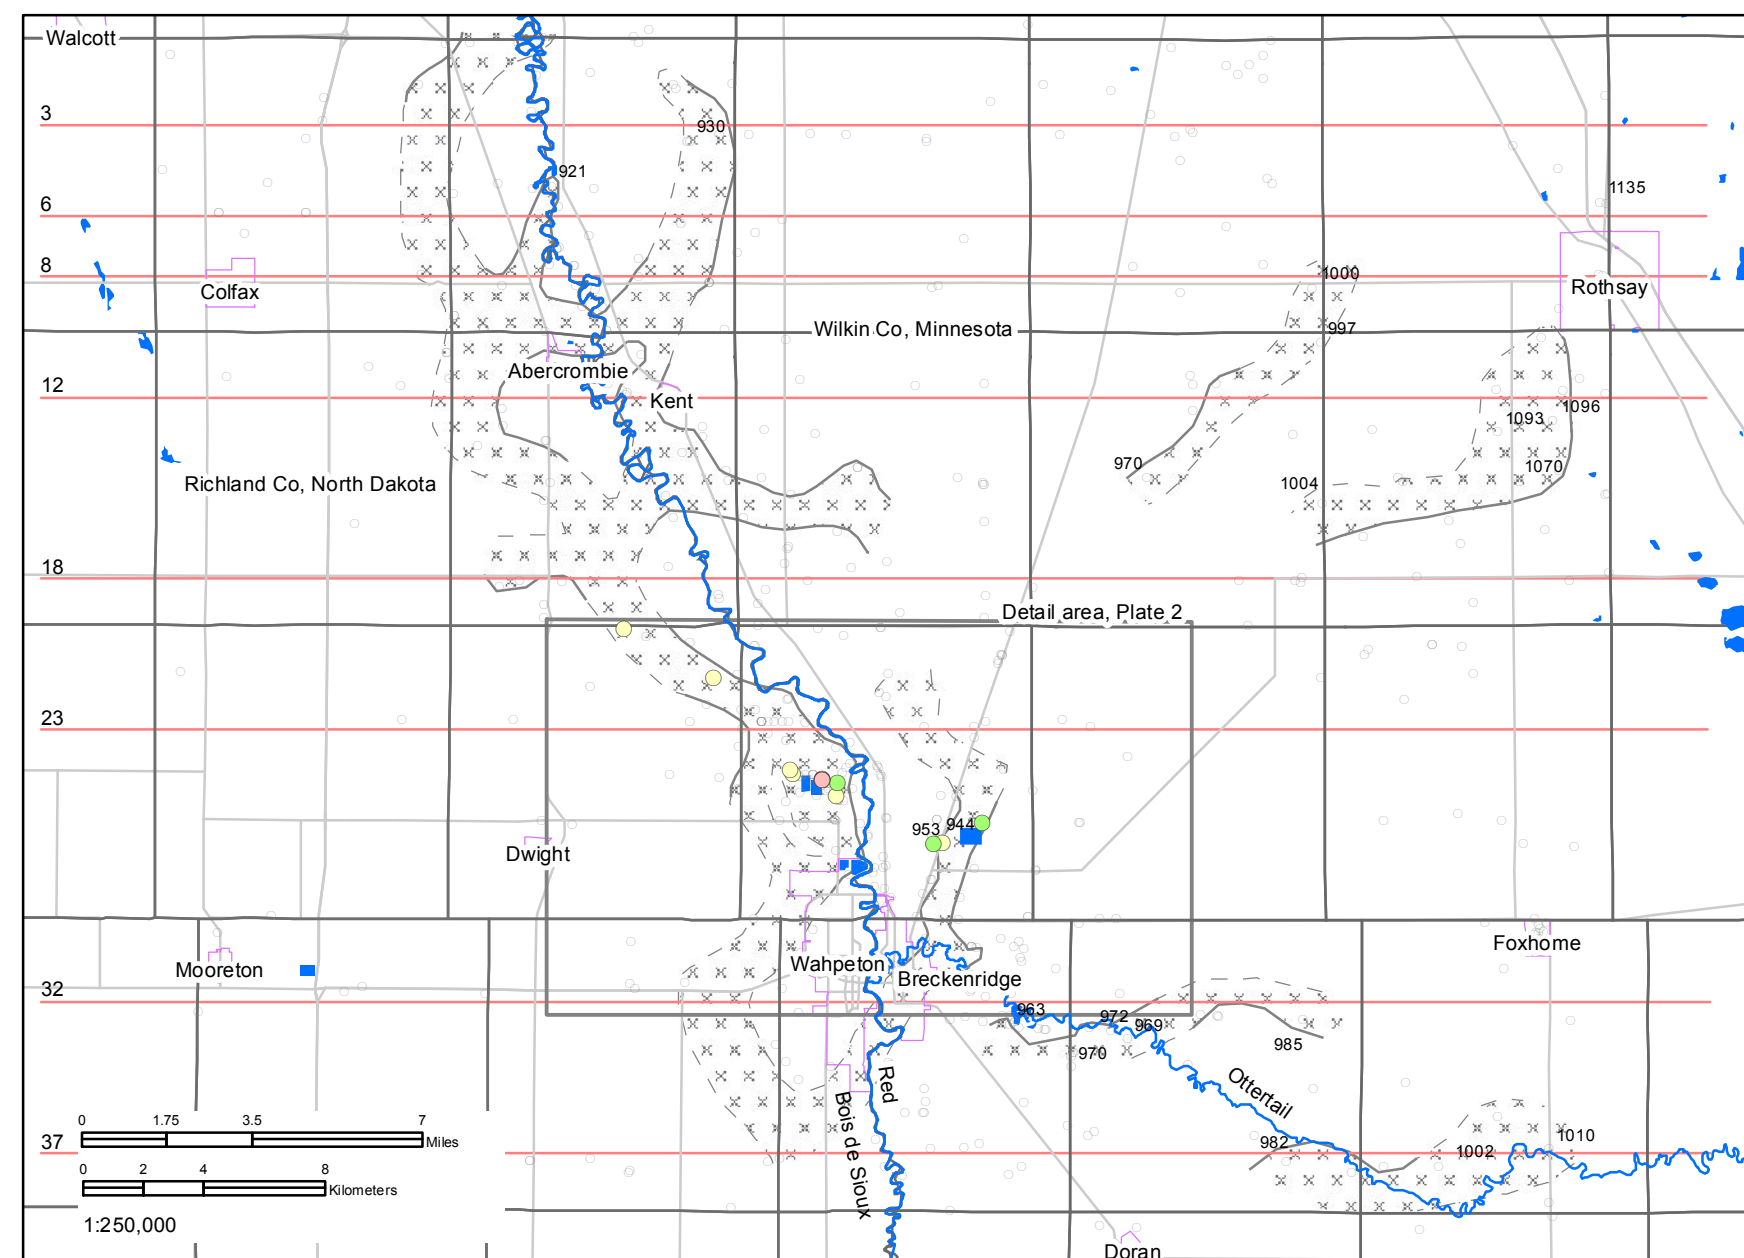 Walcott
3
930
921
1135
6
8
1000
Colfax
Rothsay
Wilkin Co, Minnesota
997
Abercrombie
12
Kent
1096
1093
970
1070
Richland Co, North Dakota
1004
18
Detail area, Plate 2
23
953
944
Dwight
Foxhome
Wahpeton
Mooreton
Breckenridge
32
963
972
969
985
970
Red
Ottertail
Bois de Sioux
0 1.75 3.5 7
Miles
37
982
1002
1010
0 2 4 8
Kilometers
1:250,000
Doran